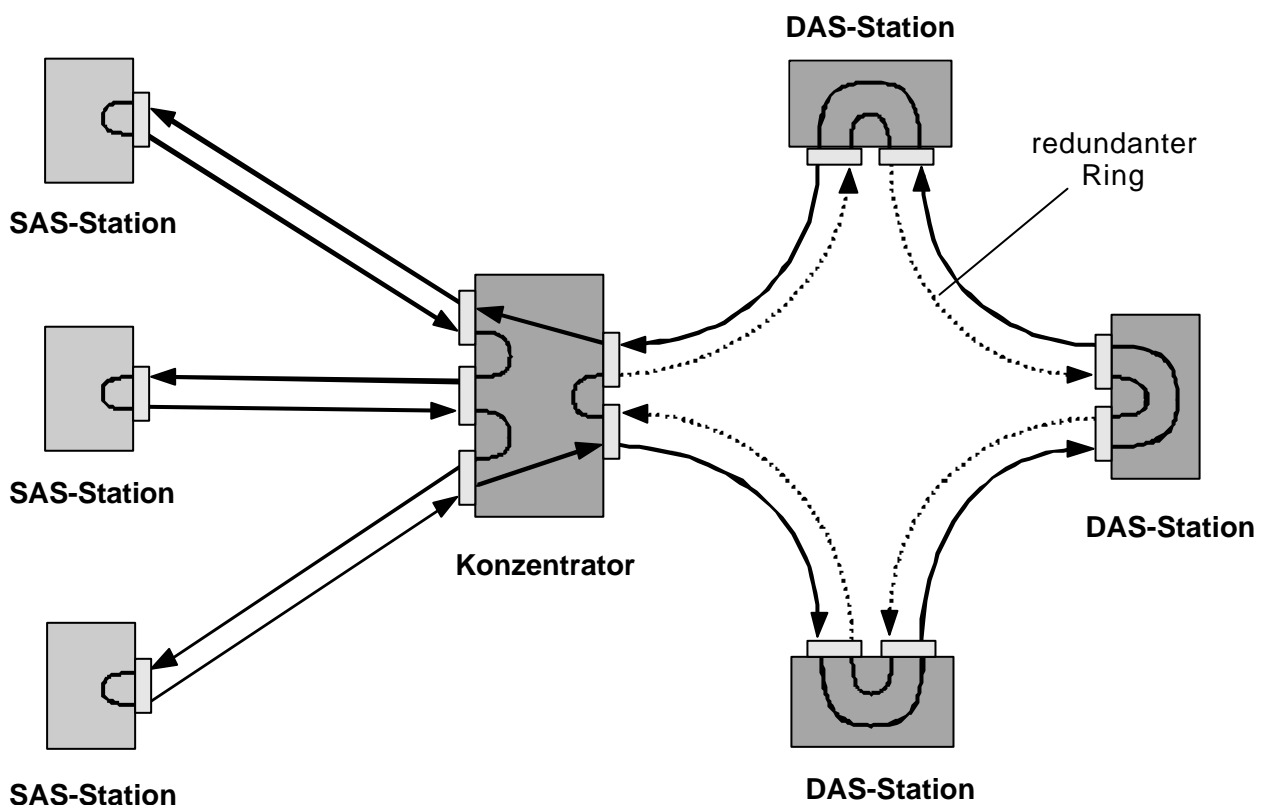 DAS-Station
redundanter
Ring
SAS-Station
SAS-Station
DAS-Station
Konzentrator
SAS-Station
DAS-Station